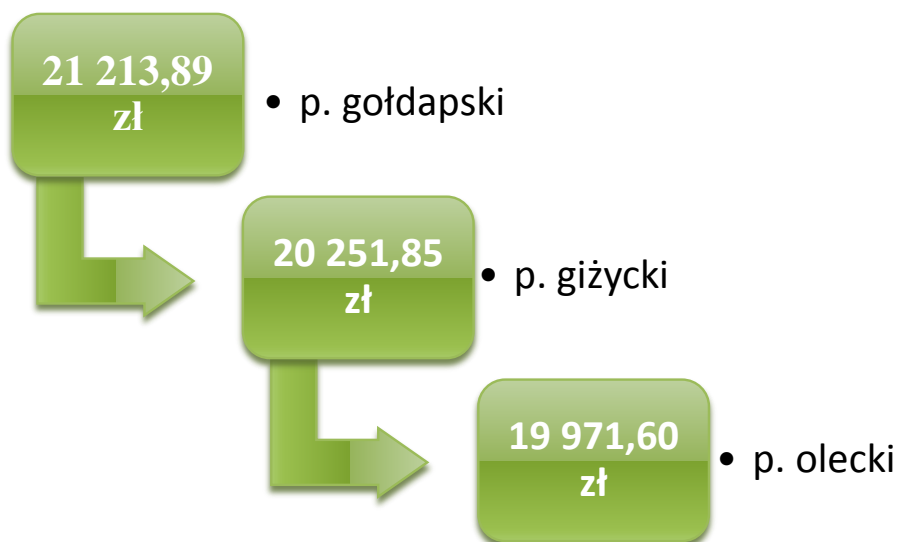 21 213,89
zł
• p. gołdapski
20 251,85
zł
• p. giżycki
19 971,60
zł
• p. olecki